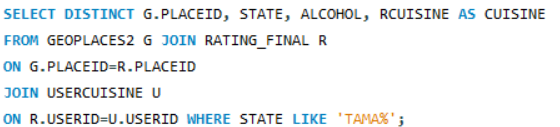 SELECT DISTINCT G.PLACEID, STATE, ALCOHOL, RCUISINE AS CUISINE
FROM GEOPLACES2 G JOIN RATING_FINAL R
ON G.PLACEID=R.PLACEID
JOIN USERCUISINE U
ON R.USERID=U.USERID WHERE STATE LIKE 'TAMA%';